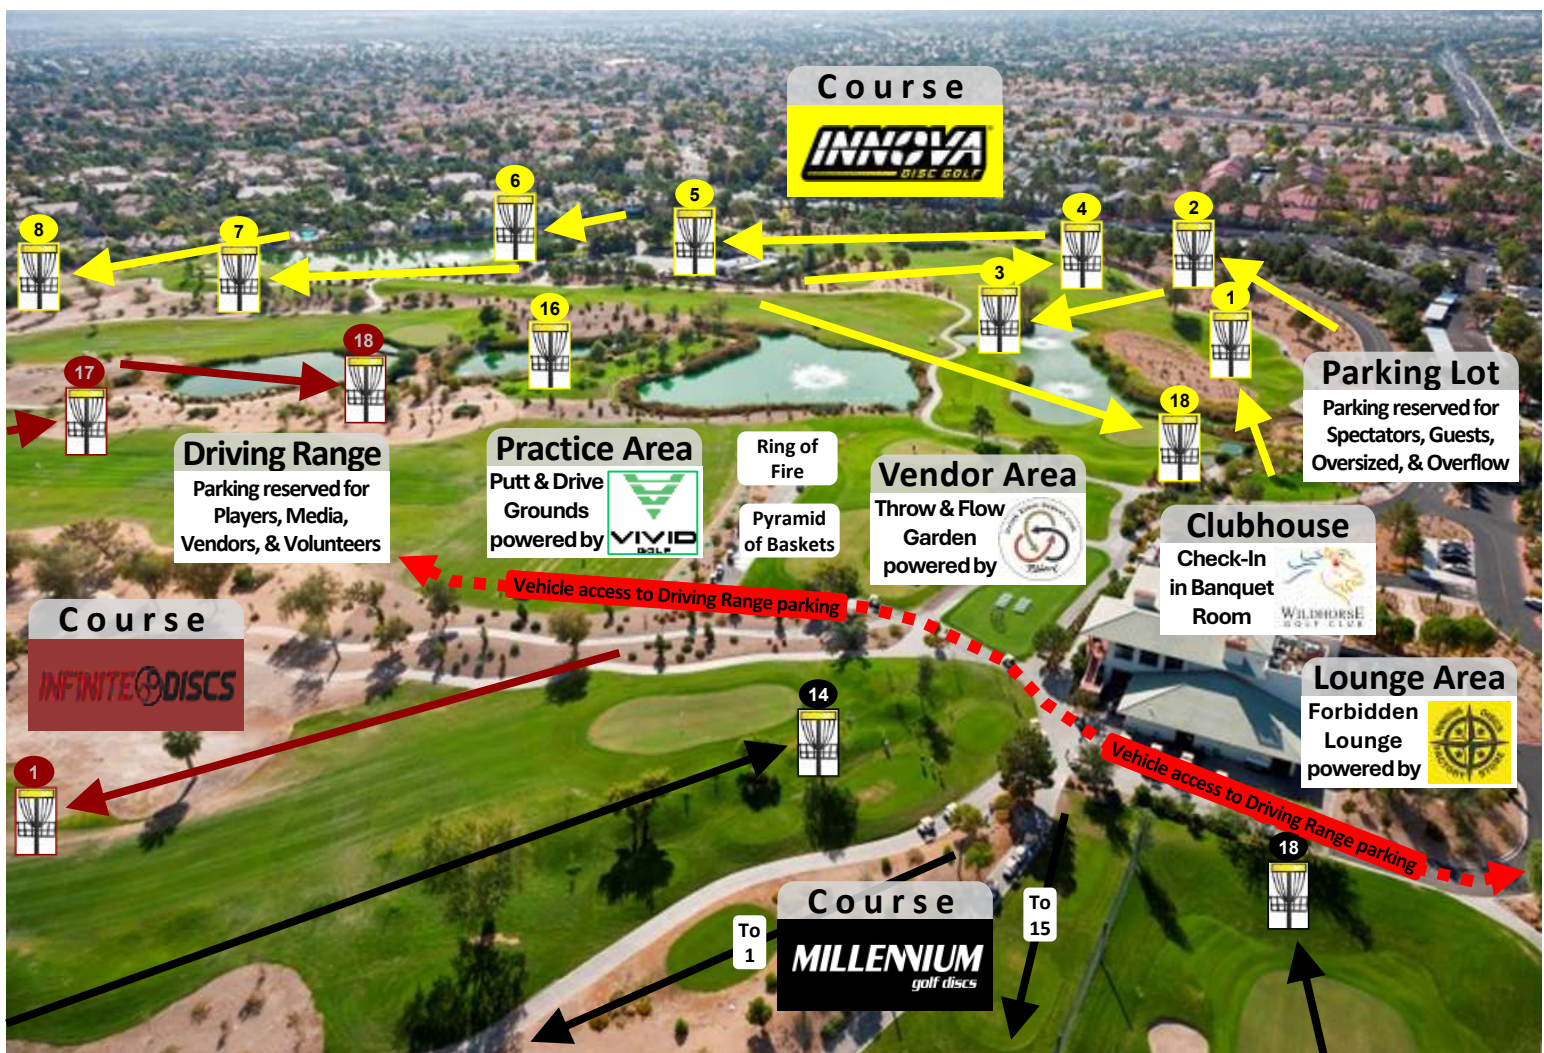 Course
INNOVA
DISC GOLF
6
5
4
2
8
7
3
1
16
18
17
18
Parking Lot
Parking reserved for
Spectators, Guests,
Oversized, & Overflow
Driving Range
Parking reserved for
Players, Media,
Vendors, & Volunteers
Practice Area
Putt & Drive
Grounds
powered by
VIVID
GOLF
Ring of
Fire
Pyramid
of Baskets
Vendor Area
Throw & Flow
Garden
powered by
Clubhouse
Check-In
in Banquet
Room
WILDHORSE
GOLF CLUB
Vehicle access to Driving Range parking
Course
INFINITE DISCS
Lounge Area
Forbidden
Lounge
powered by
14
1
Vehicle access to Driving Range parking
18
Course
MILLENNIUM
golf discs
To
1
To
15